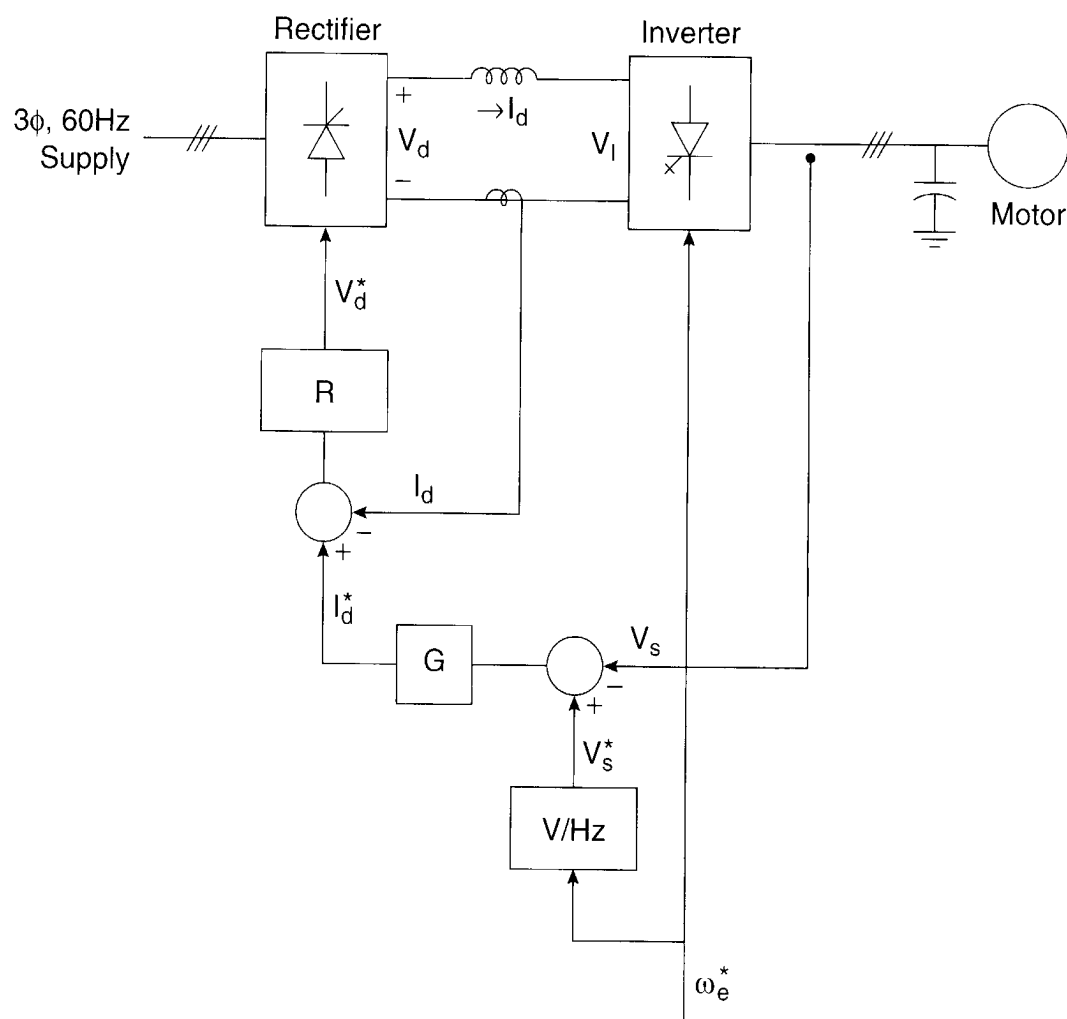 Rectifier
Inverter
3ϕ, 60Hz
Supply
+
→I_d
V_d
V_I
−
Motor
V_d^*
R
I_d
−
+
I_d^*
G
V_s
−
+
V_s^*
V/Hz
ω_e^*